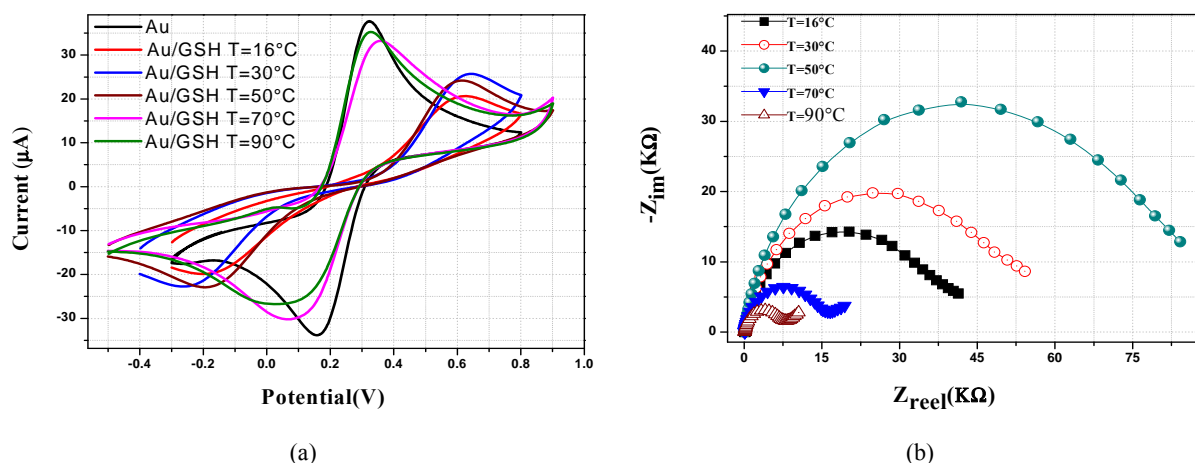 Au
Au/GSH T=16°C
Au/GSH T=30°C
Au/GSH T=50°C
Au/GSH T=70°C
Au/GSH T=90°C
30
20
10
0
-10
-20
-30
Current (µA)
-0.4 -0.2 0.0 0.2 0.4 0.6 0.8 1.0
Potential(V)
(a)
T=16°C
T=30°C
T=50°C
T=70°C
T=90°C
40
30
20
10
0
-Zim(KΩ)
0 15 30 45 60 75
Zreel(KΩ)
(b)